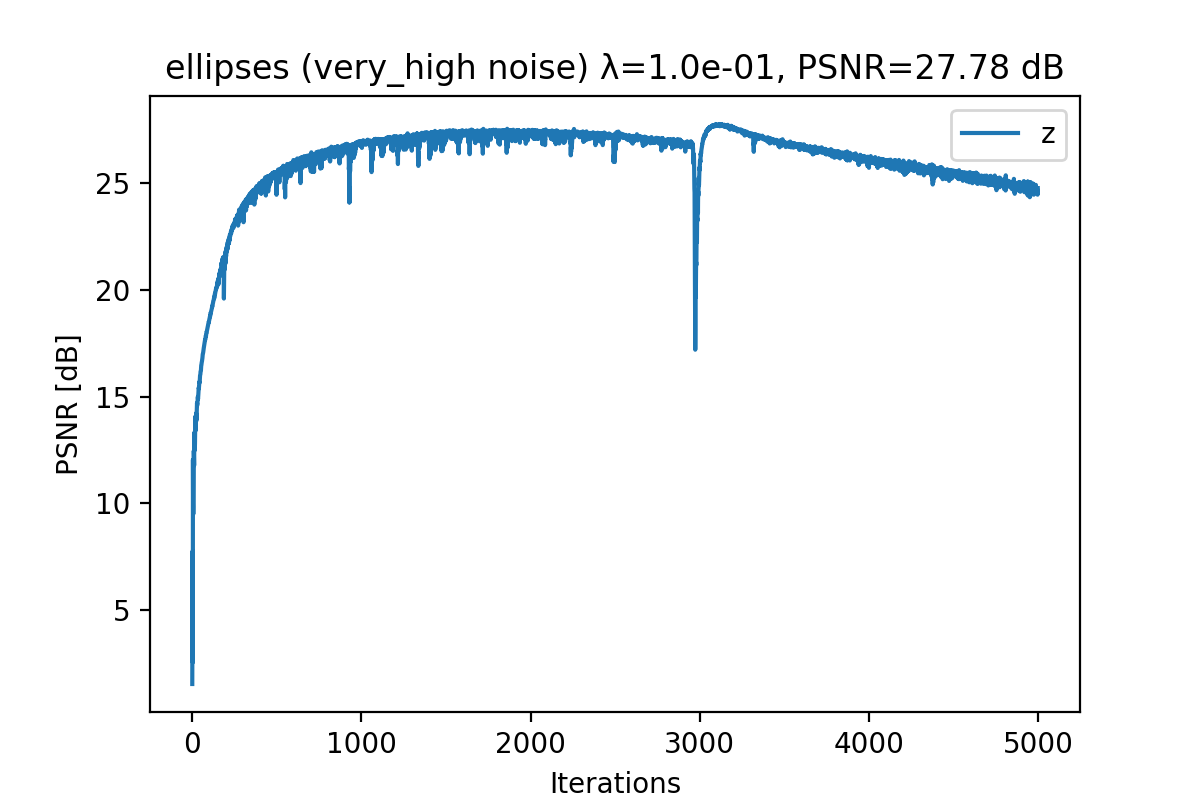 ellipses (very_high noise) λ=1.0e-01, PSNR=27.78 dB
z
PSNR [dB]
25
20
15
10
5
0 1000 2000 3000 4000 5000
Iterations